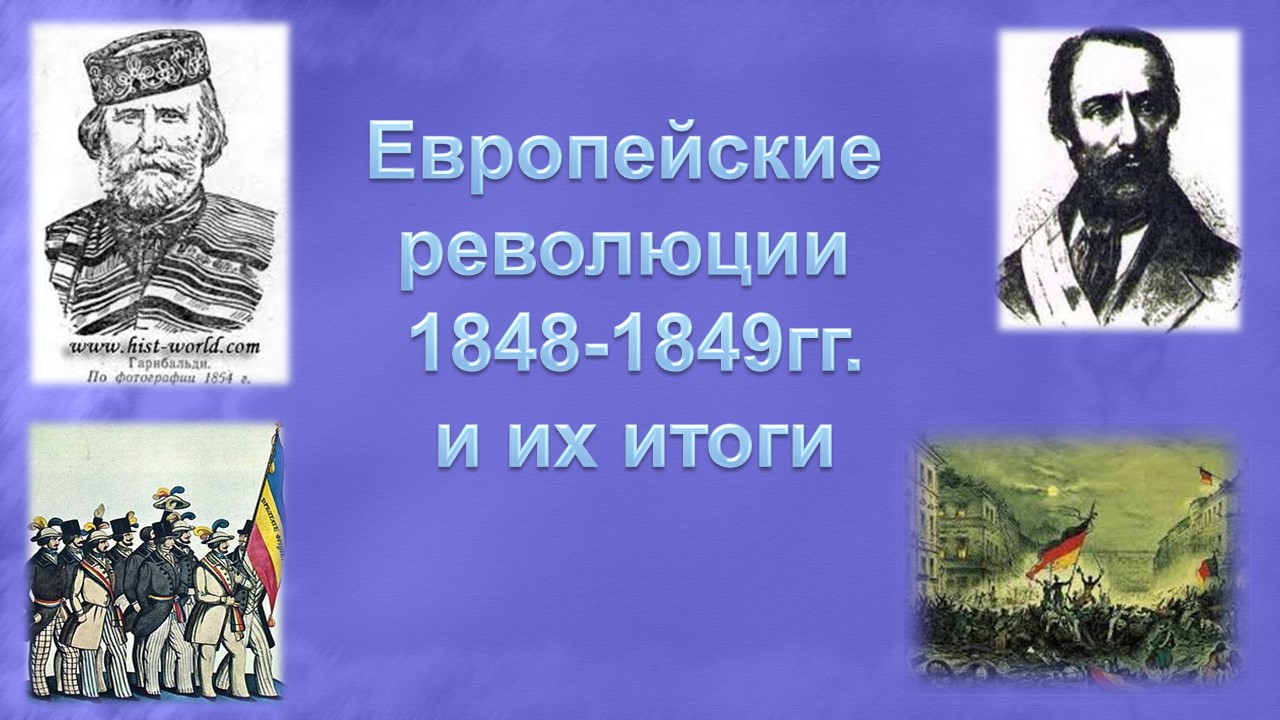 Европейские
революции
1848-1849гг.
и их итоги
www.hist-world.com
Гарибальди.
По фотографии 1854 г.